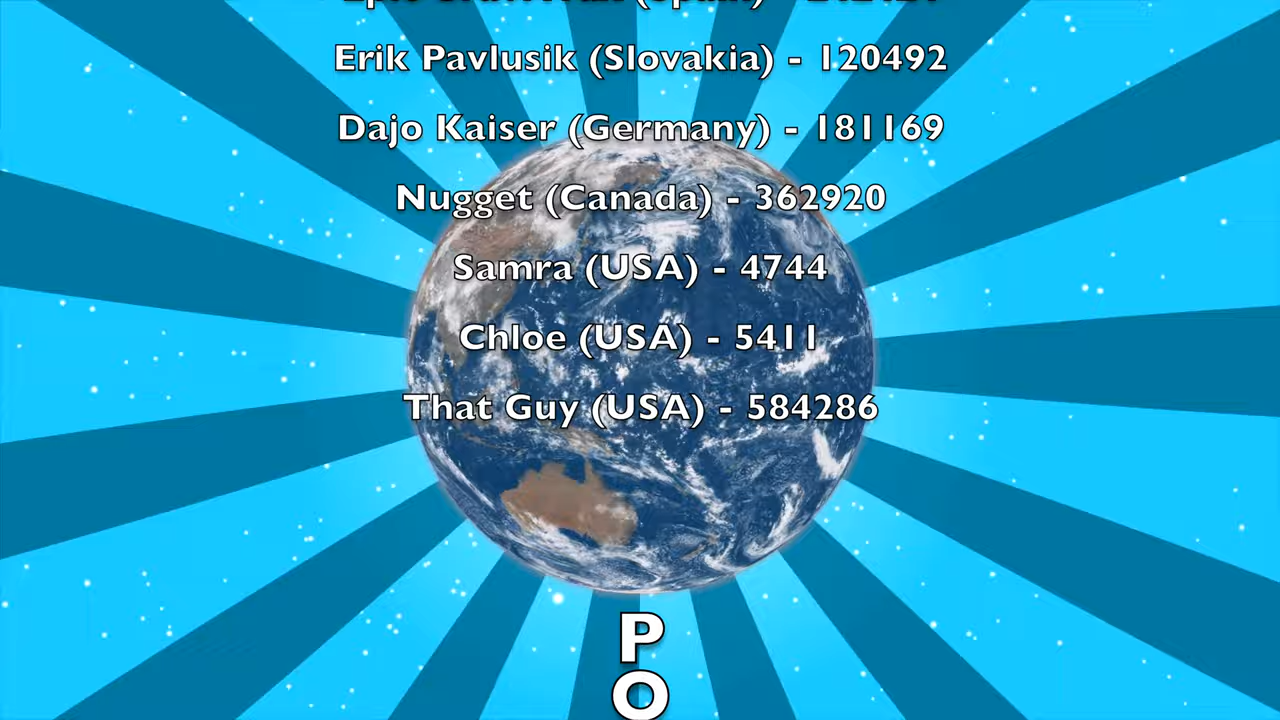 Erik Pavlusik (Slovakia) - 120492
Dajo Kaiser (Germany) - 181169
Nugget (Canada) - 362920
Samra (USA) - 4744
Chloe (USA) - 5411
That Guy (USA) - 584286
P
O